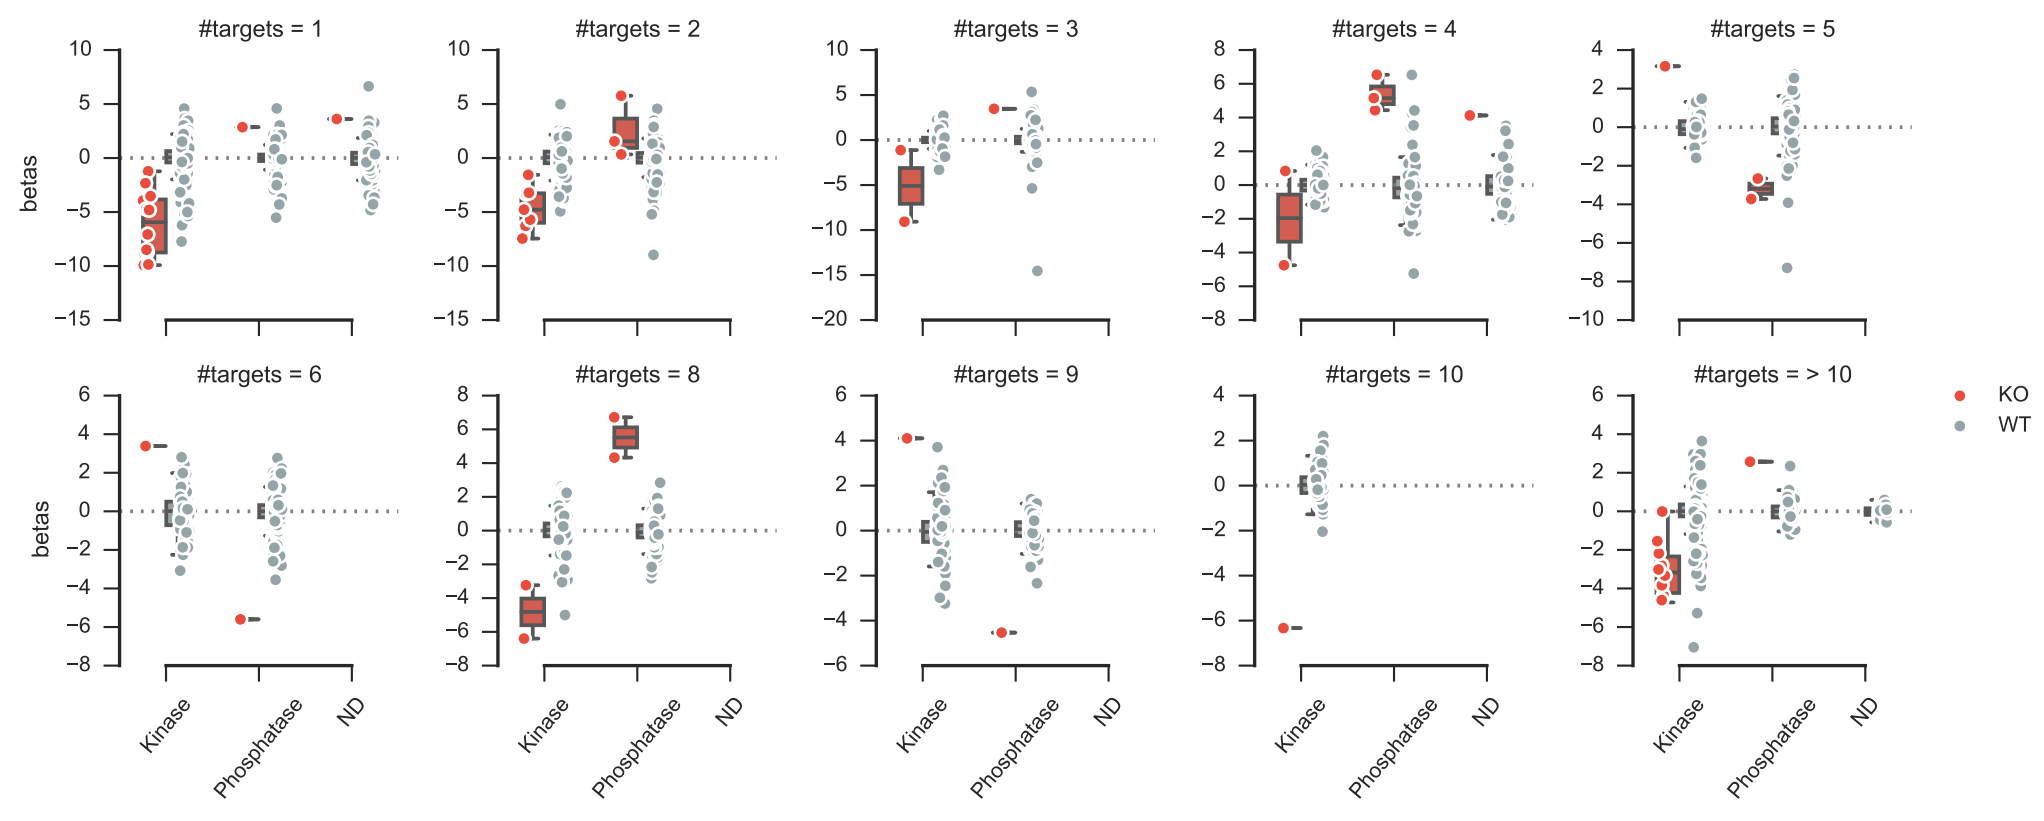 #targets = 1
#targets = 2
#targets = 3
#targets = 4
#targets = 5
betas
10
5
0
−5
−10
−15
10
5
0
−5
−10
−15
10
5
0
−5
−10
−15
−20
8
6
4
2
0
−2
−4
−6
−8
4
2
0
−2
−4
−6
−8
−10
#targets = 6
#targets = 8
#targets = 9
#targets = 10
#targets = > 10
betas
6
4
2
0
−2
−4
−6
−8
8
6
4
2
0
−2
−4
−6
−8
6
4
2
0
−2
−4
−6
4
2
0
−2
−4
−6
−8
6
4
2
0
−2
−4
−6
−8
KO
WT
Kinase
Phosphatase
ND
Kinase
Phosphatase
ND
Kinase
Phosphatase
ND
Kinase
Phosphatase
ND
Kinase
Phosphatase
ND